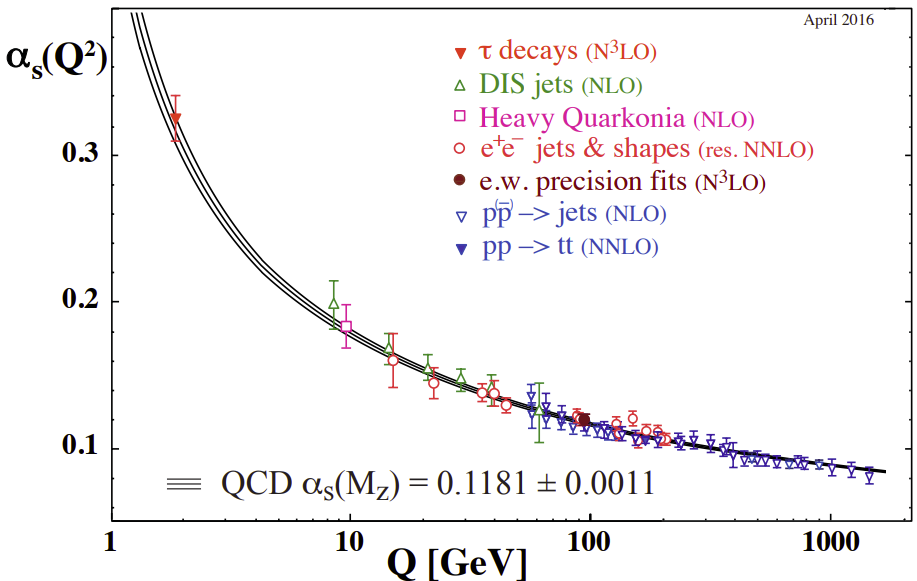 April 2016
αs(Q²)
τ decays (N³LO)
DIS jets (NLO)
Heavy Quarkonia (NLO)
e⁺e⁻ jets & shapes (res. NNLO)
e.w. precision fits (N³LO)
pp(–) –> jets (NLO)
pp –> tt (NNLO)
0.3
0.2
0.1
QCD αs(Mz) = 0.1181 ± 0.0011
1 10 100 1000
Q [GeV]